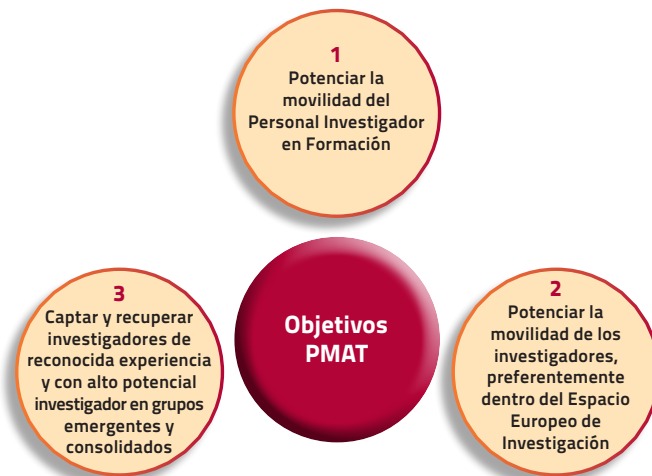 1
Potenciar la
movilidad del
Personal Investigador
en Formación
Objetivos
PMAT
2
Potenciar la
movilidad de los
investigadores,
preferentemente
dentro del Espacio
Europeo de
Investigación
3
Captar y recuperar
investigadores de
reconocida experiencia
y con alto potencial
investigador en grupos
emergentes y
consolidados